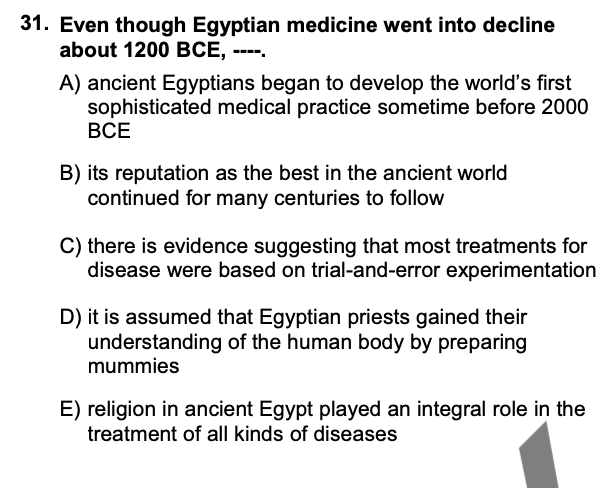 31. Even though Egyptian medicine went into decline
about 1200 BCE, ----.
A) ancient Egyptians began to develop the world's first
sophisticated medical practice sometime before 2000
BCE
B) its reputation as the best in the ancient world
continued for many centuries to follow
C) there is evidence suggesting that most treatments for
disease were based on trial-and-error experimentation
D) it is assumed that Egyptian priests gained their
understanding of the human body by preparing
mummies
E) religion in ancient Egypt played an integral role in the
treatment of all kinds of diseases